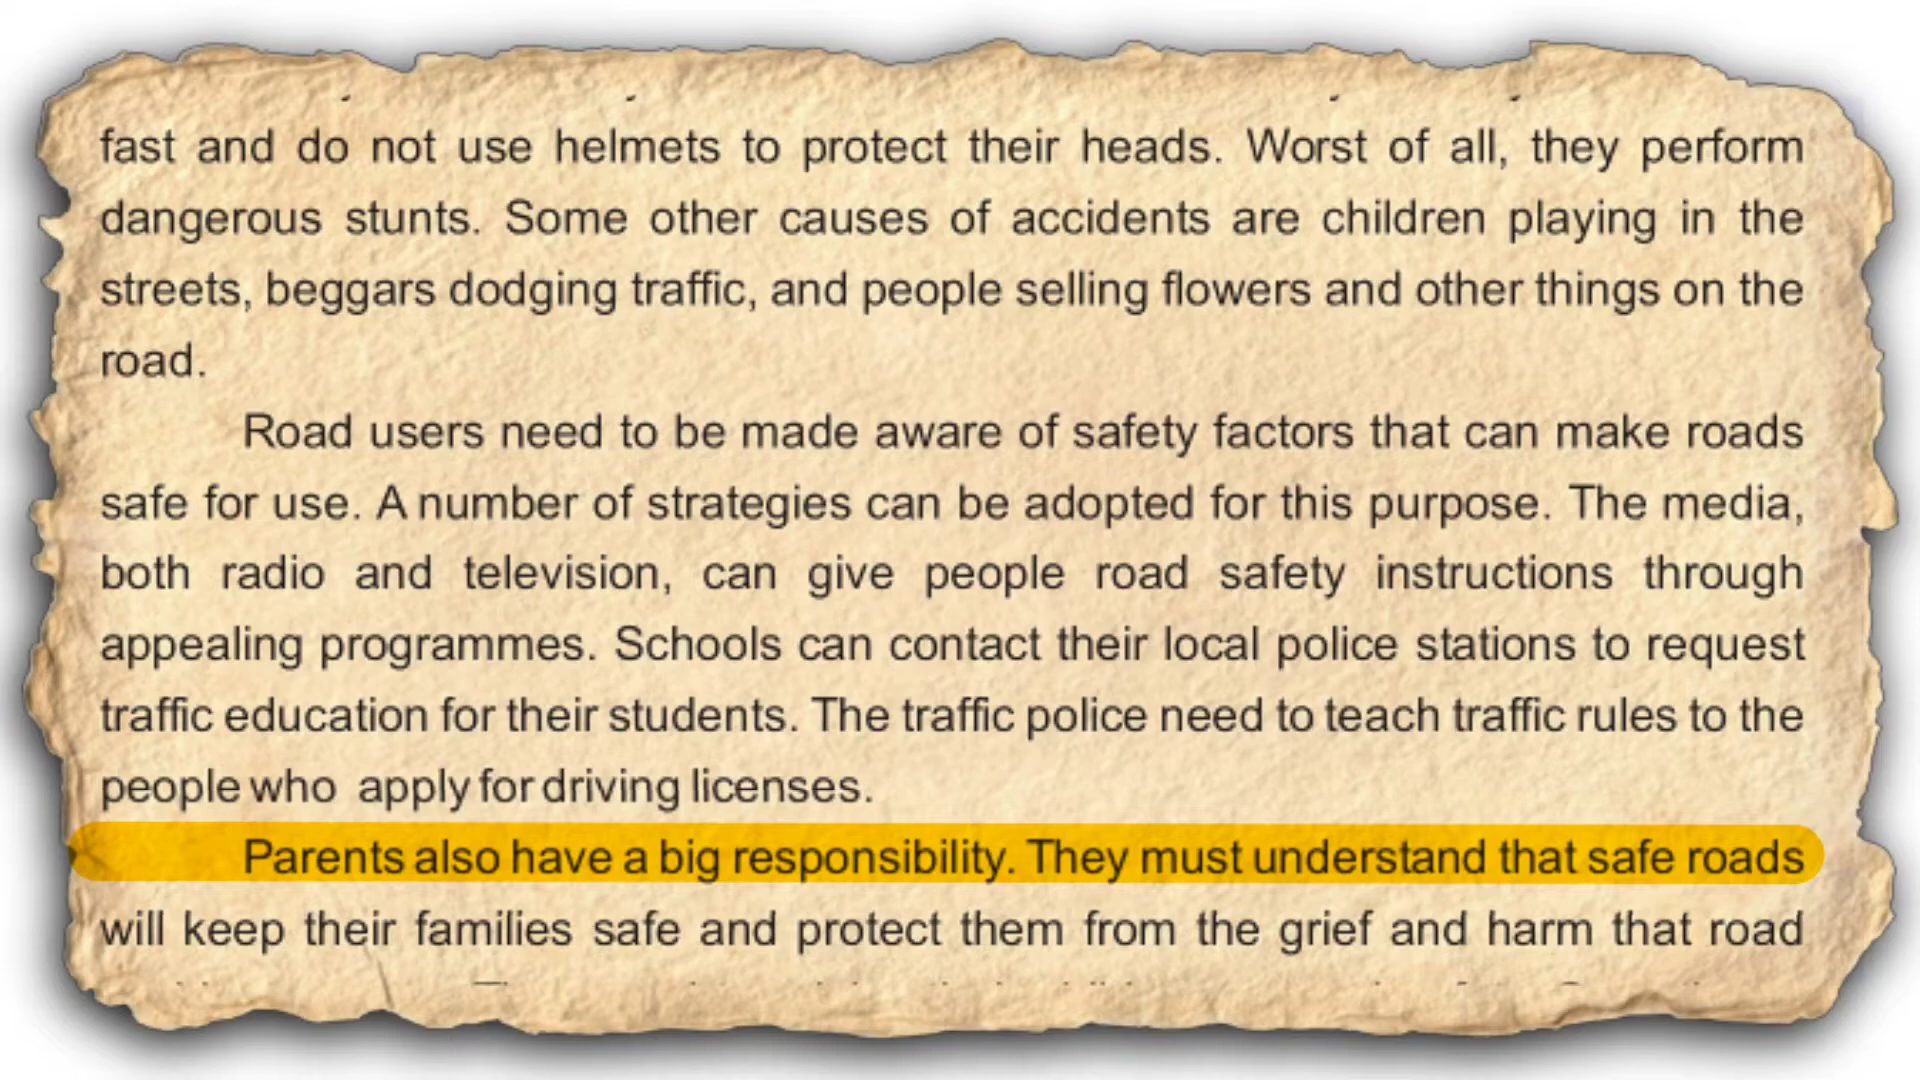 fast and do not use helmets to protect their heads. Worst of all, they perform
dangerous stunts. Some other causes of accidents are children playing in the
streets, beggars dodging traffic, and people selling flowers and other things on the
road.
Road users need to be made aware of safety factors that can make roads
safe for use. A number of strategies can be adopted for this purpose. The media,
both radio and television, can give people road safety instructions through
appealing programmes. Schools can contact their local police stations to request
traffic education for their students. The traffic police need to teach traffic rules to the
people who apply for driving licenses.
Parents also have a big responsibility. They must understand that safe roads
will keep their families safe and protect them from the grief and harm that road